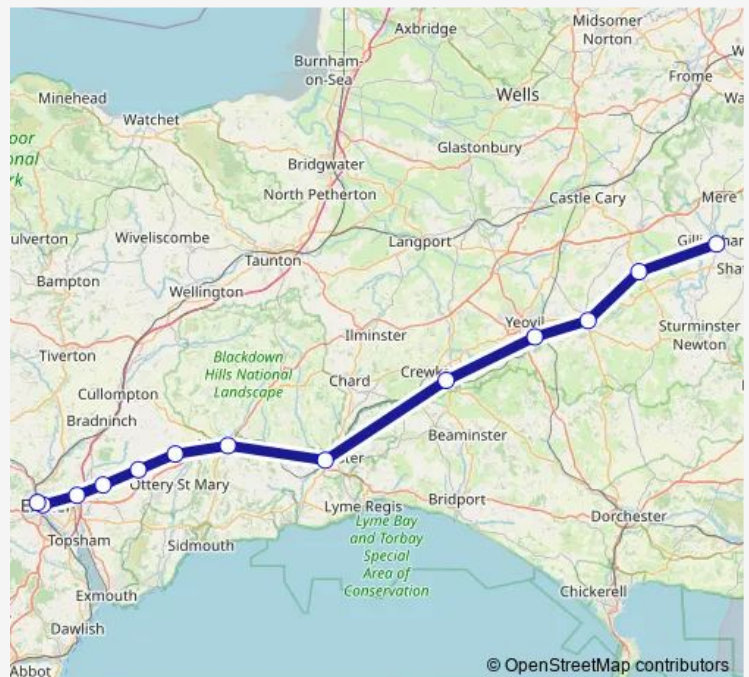 Midsomer
Norton
Axbridge
Burnham-
on-Sea
Frome
Minehead
Wells
Watchet
oor
onal
rk
Glastonbury
Bridgwater
North Petherton
Castle Cary
Mere
ulverton
Wiveliscombe
Langport
Taunton
Bampton
Wellington
Yeovil
Sturminster
Newton
Ilminster
Tiverton
Blackdown
Hills National
Landscape
Chard
Cullompton
Bradninch
Beaminster
Ottery St Mary
Bridport
Lyme Regis
Lyme Bay
and Torbay
Special
Area of
Conservation
Dorchester
Topsham
Sidmouth
Exmouth
Chickerell
Dawlish
Abbot
© OpenStreetMap contributors